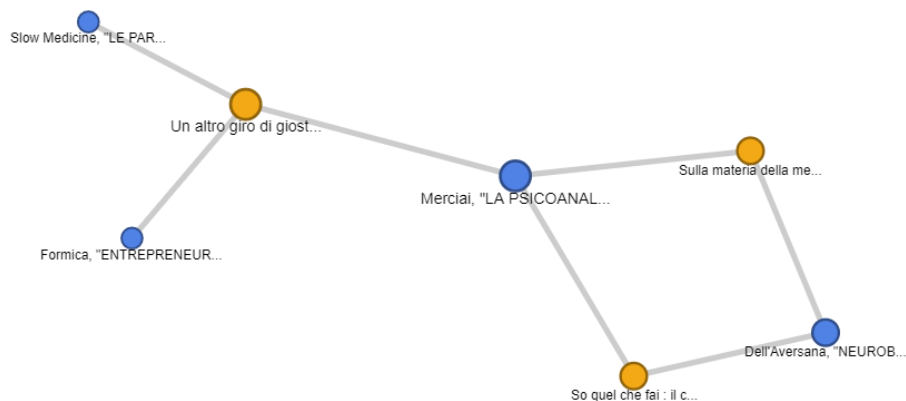 Slow Medicine, "LE PAR...
Un altro giro di giost...
Sulla materia della me...
Merciai, "LA PSICOANAL...
Formica, "ENTREPRENEUR...
Dell'Aversana, "NEUROB...
So quel che fai : il c...